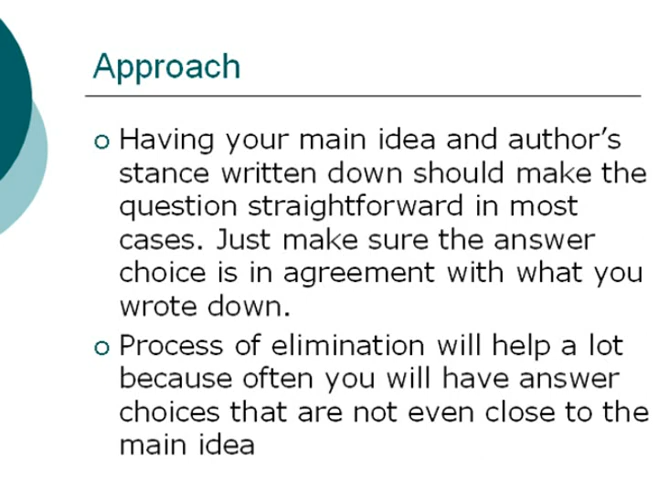 Approach
Having your main idea and author's
stance written down should make the
question straightforward in most
cases. Just make sure the answer
choice is in agreement with what you
wrote down.
Process of elimination will help a lot
because often you will have answer
choices that are not even close to the
main idea